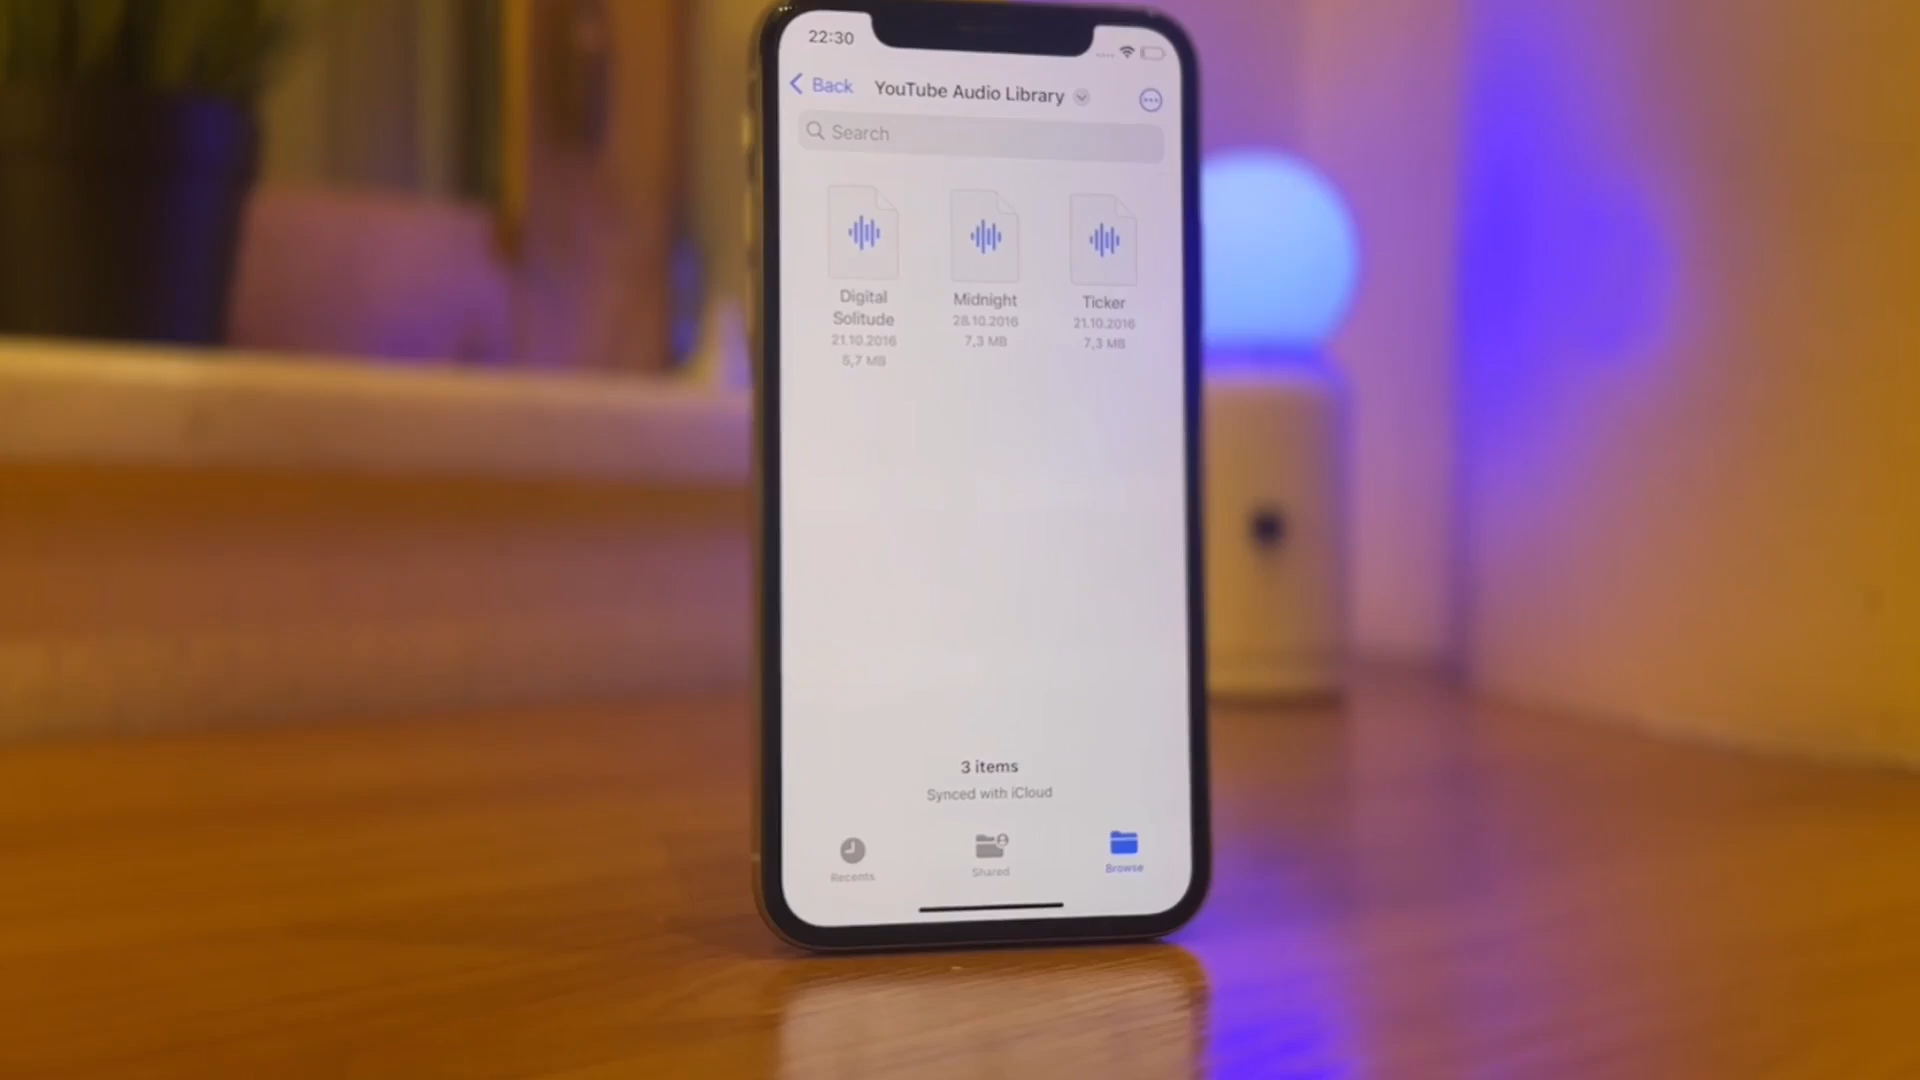 22:30
Back
YouTube Audio Library
Search
Digital
Solitude
21.10.2016
5,7 MB
Midnight
28.10.2016
7,3 MB
Ticker
21.10.2016
7,3 MB
3 items
Synced with iCloud
Recents
Shared
Browse